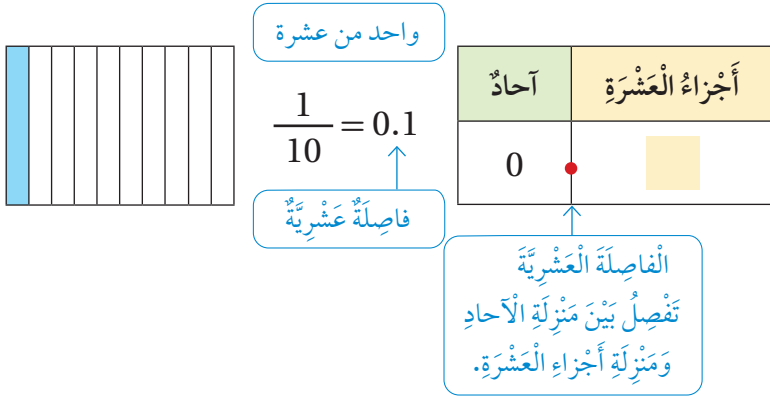 واحد من عشرة
$\frac{1}{10} = 0.1$
فاصِلَةٌ عَشْرِيَّةٌ
آحادٌ
أَجْزاءُ الْعَشْرَةِ
0
الْفاصِلَةَ الْعَشْرِيَّةَ
تَفْصِلُ بَيْنَ مَنْزِلَةِ الْآحادِ
وَمَنْزِلَةِ أَجْزاءِ الْعَشْرَةِ.